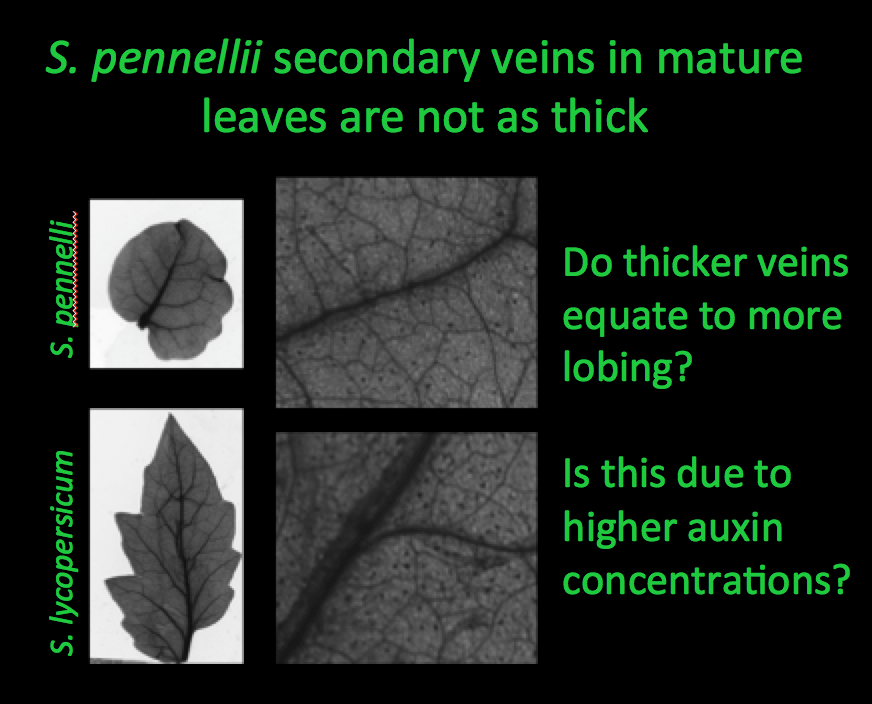 S. pennellii secondary veins in mature
leaves are not as thick
S. pennelli
Do thicker veins
equate to more
lobing?
S. lycopersicum
Is this due to
higher auxin
concentrations?